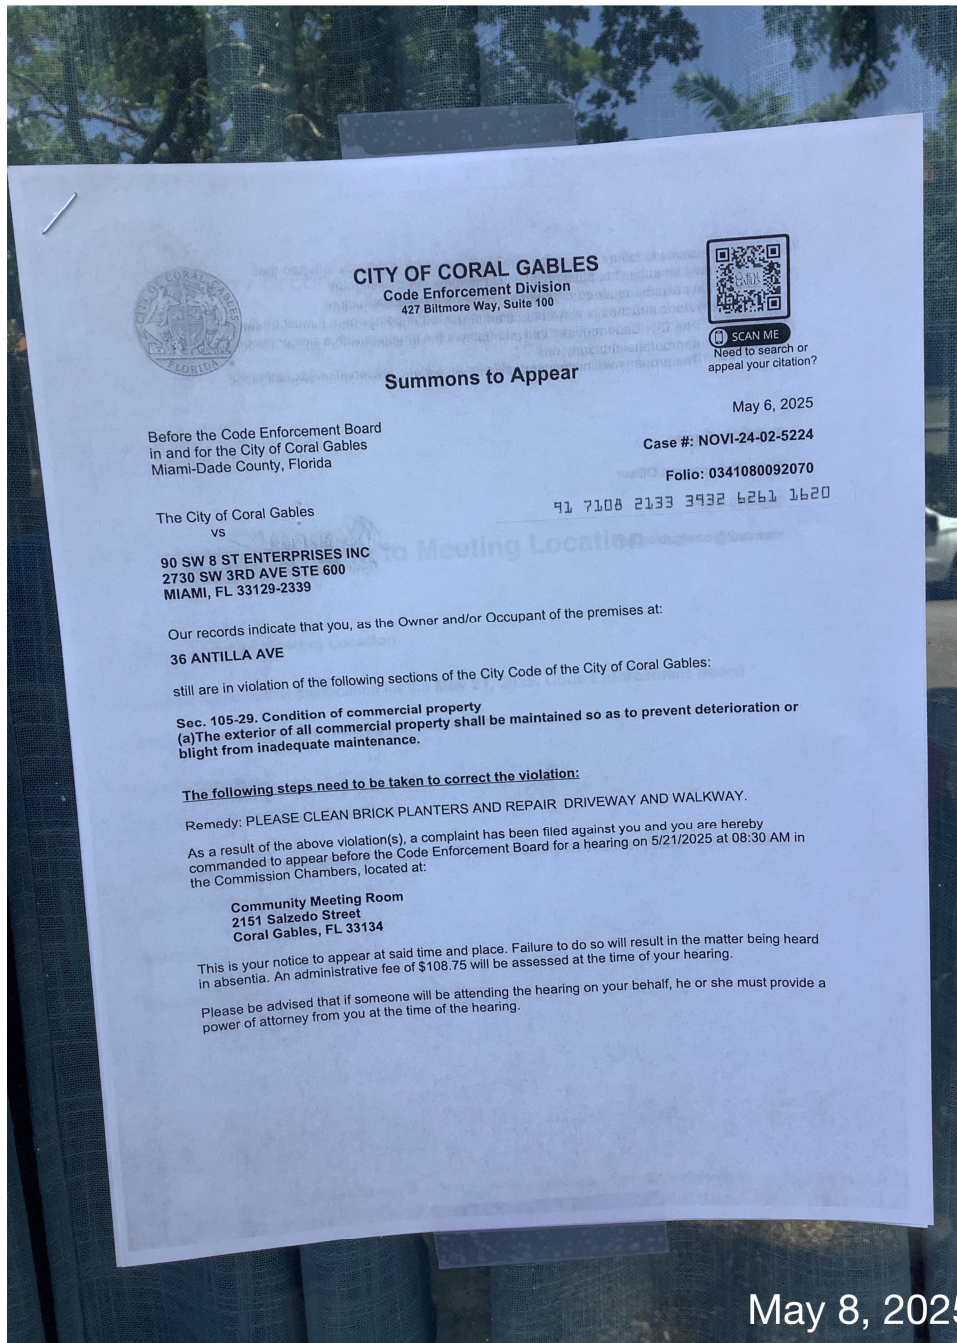 CITY OF CORAL GABLES
Code Enforcement Division
427 Biltmore Way, Suite 100
CITY OF CORAL GABLES
FLORIDA
CORAL
GABLES
SCAN ME
Need to search or
appeal your citation?
Summons to Appear
May 6, 2025
Before the Code Enforcement Board
in and for the City of Coral Gables
Miami-Dade County, Florida
Case #: NOVI-24-02-5224
Folio: 0341080092070
91 7108 2133 3932 6261 1620
The City of Coral Gables
vs
90 SW 8 ST ENTERPRISES INC
2730 SW 3RD AVE STE 600
MIAMI, FL 33129-2339
to Meeting Location
Our records indicate that you, as the Owner and/or Occupant of the premises at:
36 ANTILLA AVE
still are in violation of the following sections of the City Code of the City of Coral Gables:
Sec. 105-29. Condition of commercial property
(a)The exterior of all commercial property shall be maintained so as to prevent deterioration or
blight from inadequate maintenance.
The following steps need to be taken to correct the violation:
Remedy: PLEASE CLEAN BRICK PLANTERS AND REPAIR DRIVEWAY AND WALKWAY.
As a result of the above violation(s), a complaint has been filed against you and you are hereby
commanded to appear before the Code Enforcement Board for a hearing on 5/21/2025 at 08:30 AM in
the Commission Chambers, located at:
Community Meeting Room
2151 Salzedo Street
Coral Gables, FL 33134
This is your notice to appear at said time and place. Failure to do so will result in the matter being heard
in absentia. An administrative fee of $108.75 will be assessed at the time of your hearing.
Please be advised that if someone will be attending the hearing on your behalf, he or she must provide a
power of attorney from you at the time of the hearing.
May 8, 2025